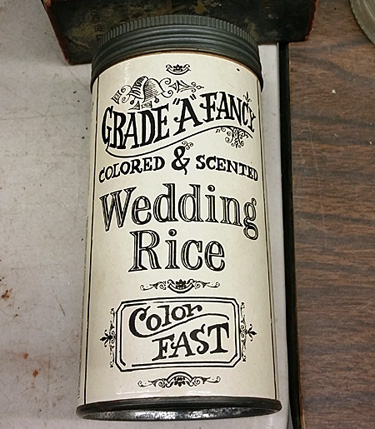 GRADE "A" FANCY
COLORED & SCENTED
Wedding
Rice
Color
FAST